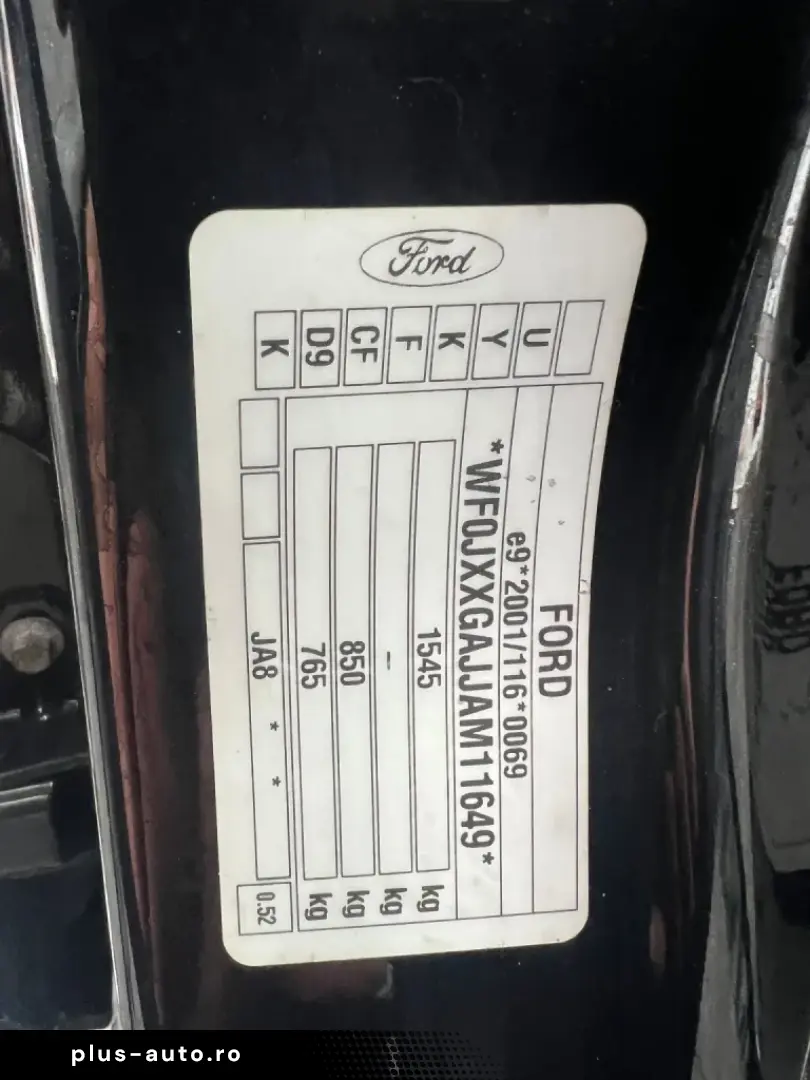 Ford
FORD
e9*2001/116*0069
*WF0JXXGAJJAM11649*
1545 kg
- kg
850 kg
765 kg
JA8 * *
0.52
U
Y
K
F
CF
D9
K
plus-auto.ro